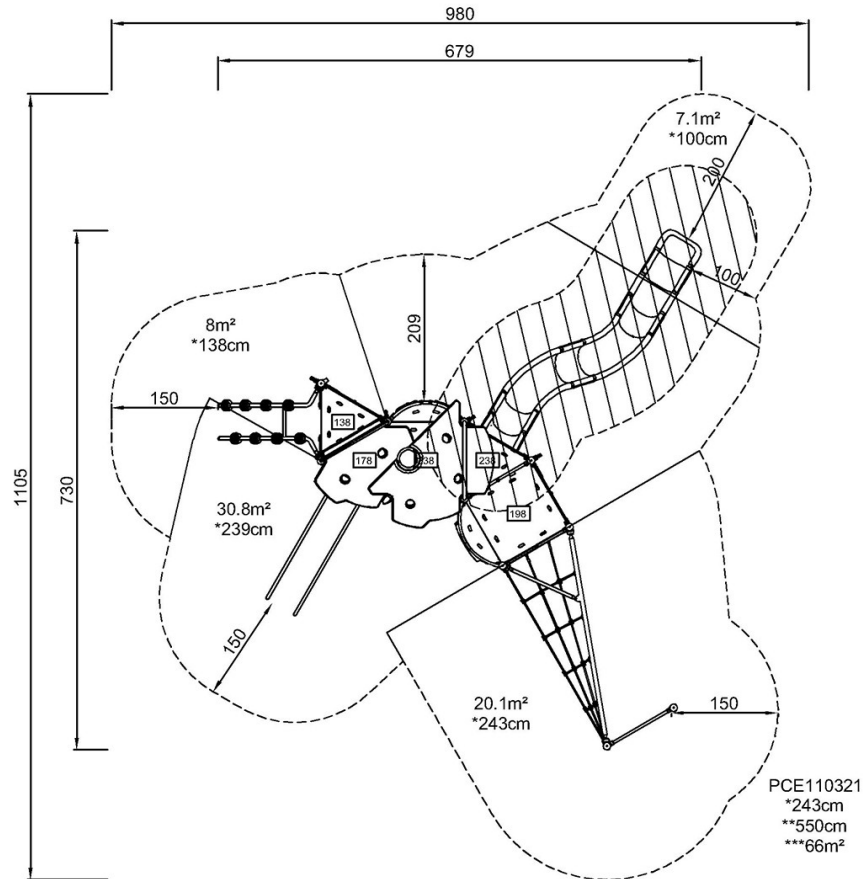 980
679
7.1m²
*100cm
200
100
8m²
*138cm
209
150
1105
730
138
178
238
238
198
30.8m²
*239cm
150
20.1m²
*243cm
150
PCE110321
*243cm
**550cm
***66m²